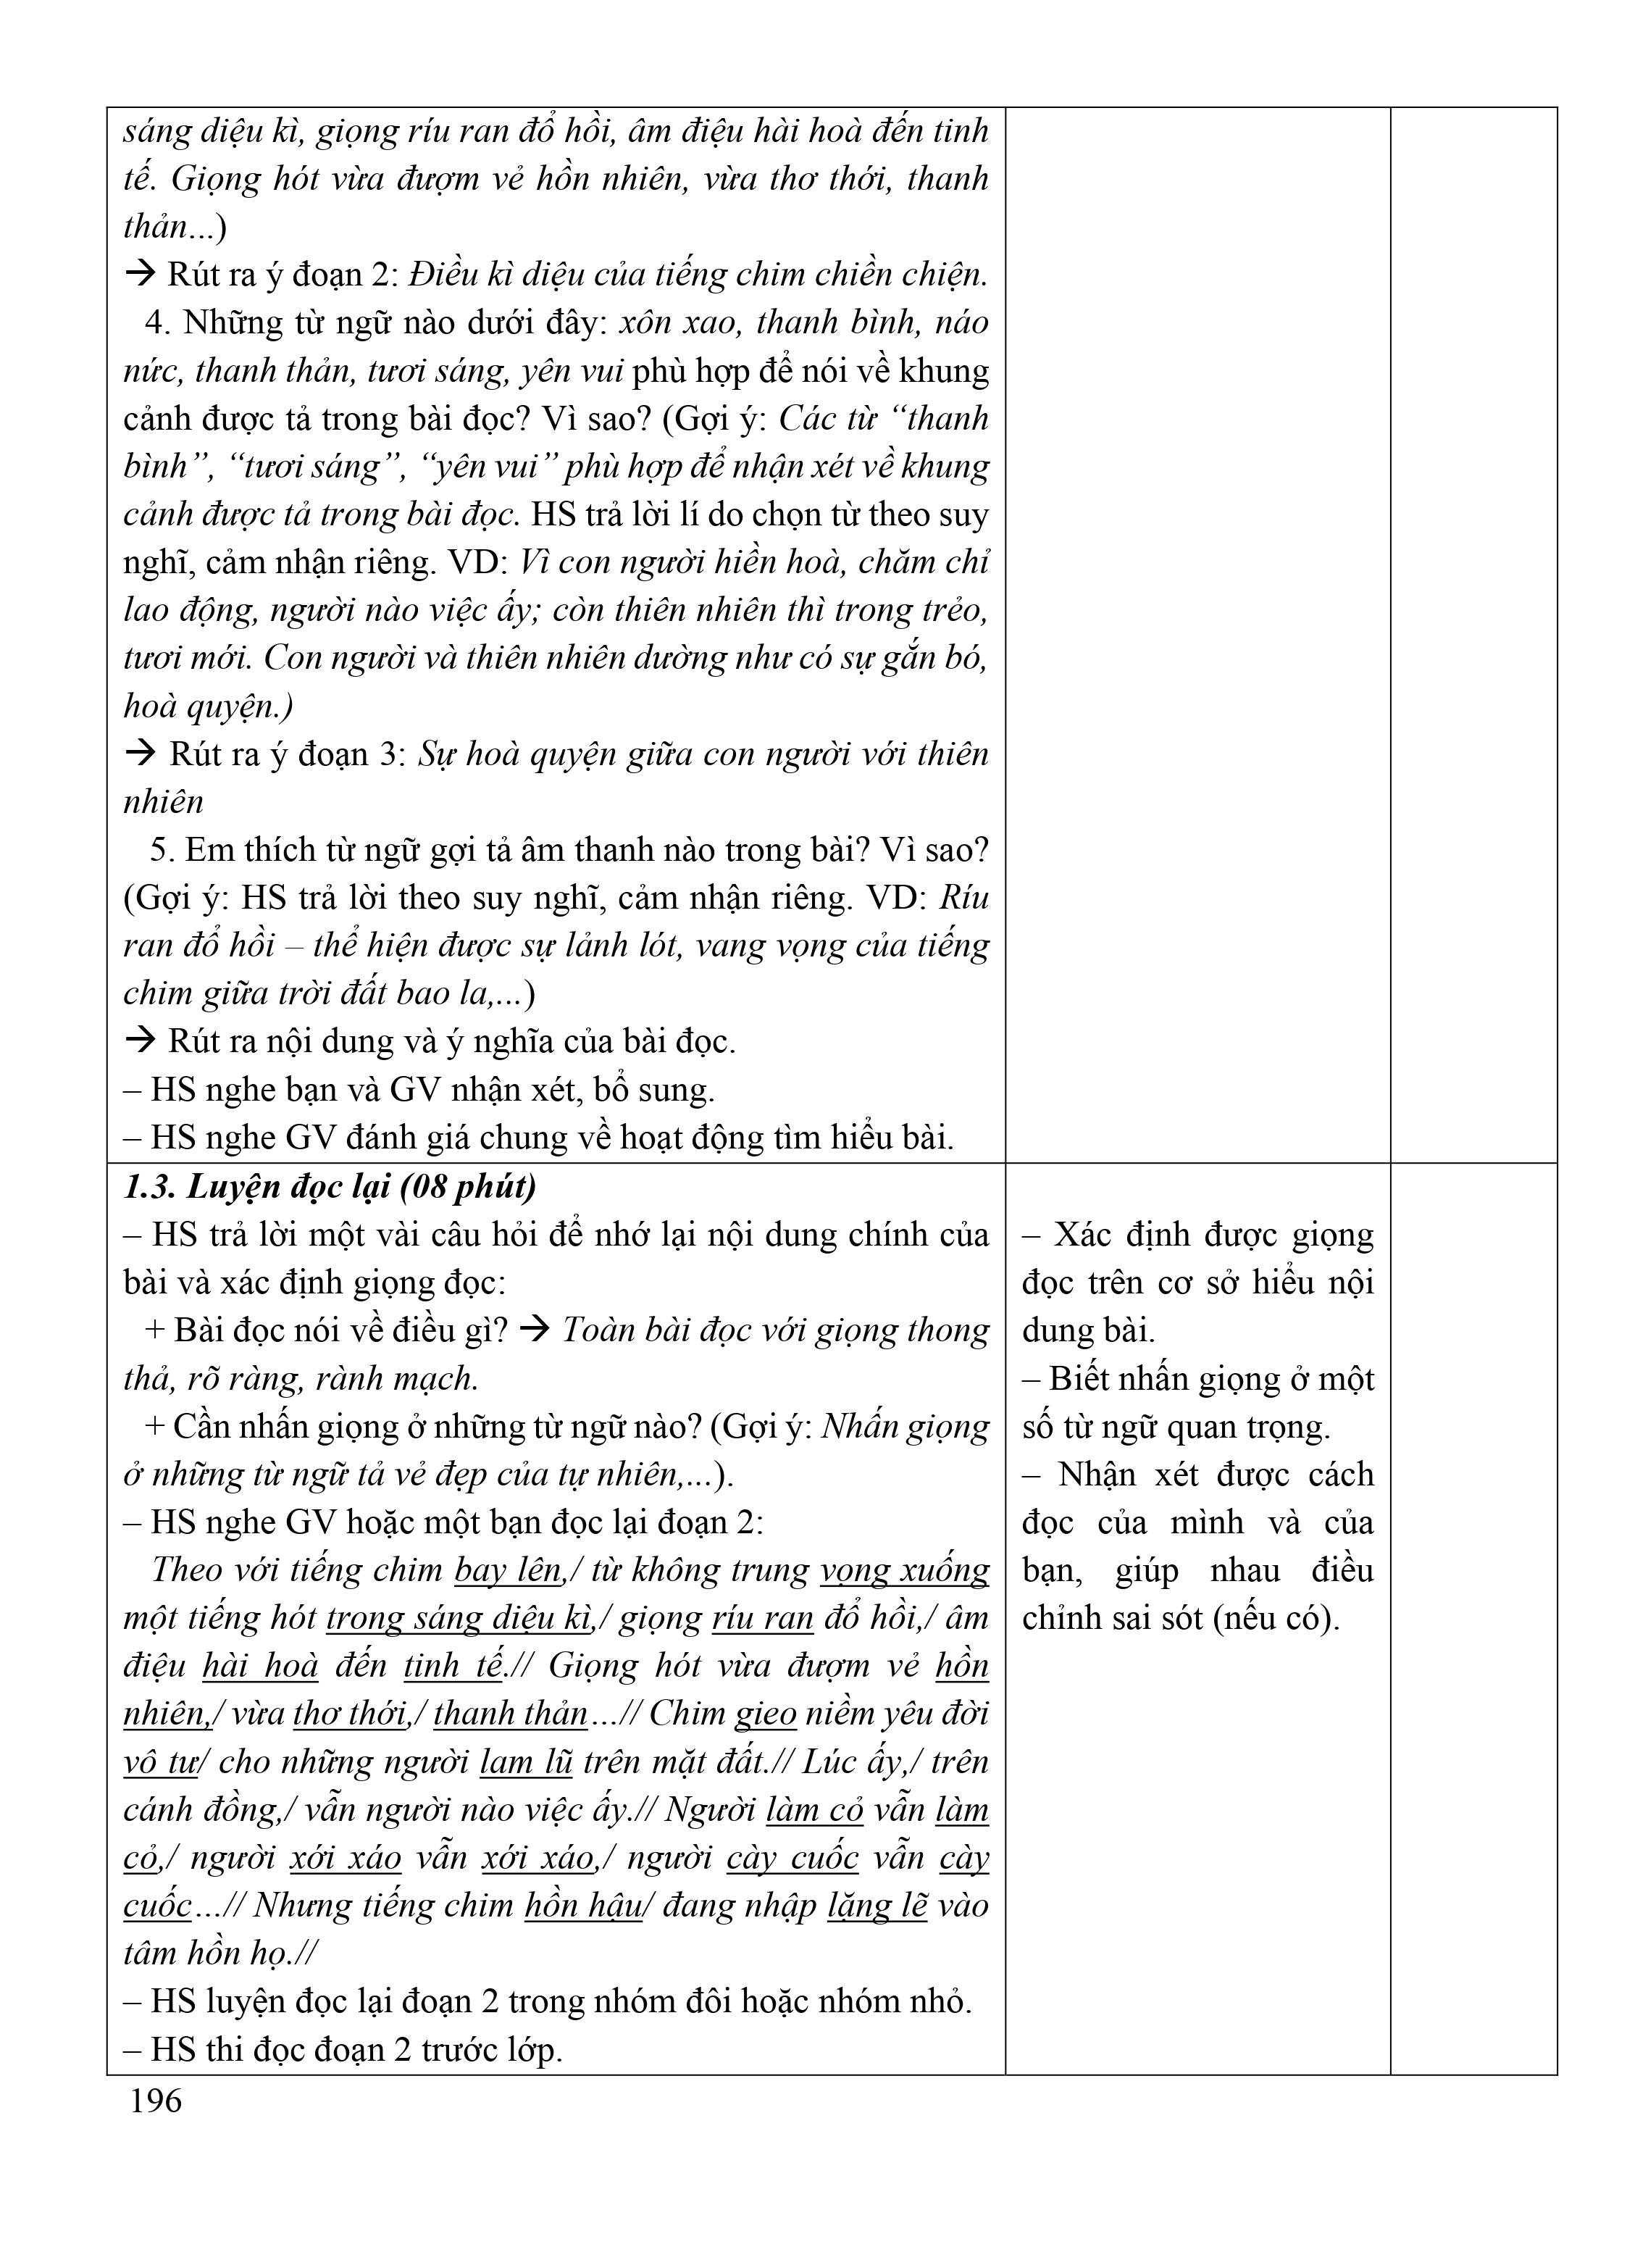 sáng diệu kì, giọng ríu ran đổ hồi, âm điệu hài hoà đến tinh
tế. Giọng hót vừa đượm vẻ hồn nhiên, vừa thơ thới, thanh
thản...)
→ Rút ra ý đoạn 2: Điều kì diệu của tiếng chim chiền chiện.
4. Những từ ngữ nào dưới đây: xôn xao, thanh bình, náo
nức, thanh thản, tươi sáng, yên vui phù hợp để nói về khung
cảnh được tả trong bài đọc? Vì sao? (Gợi ý: Các từ “thanh
bình”, “tươi sáng”, “yên vui” phù hợp để nhận xét về khung
cảnh được tả trong bài đọc. HS trả lời lí do chọn từ theo suy
nghĩ, cảm nhận riêng. VD: Vì con người hiền hoà, chăm chỉ
lao động, người nào việc ấy; còn thiên nhiên thì trong trẻo,
tươi mới. Con người và thiên nhiên dường như có sự gắn bó,
hoà quyện.)
→ Rút ra ý đoạn 3: Sự hoà quyện giữa con người với thiên
nhiên
5. Em thích từ ngữ gợi tả âm thanh nào trong bài? Vì sao?
(Gợi ý: HS trả lời theo suy nghĩ, cảm nhận riêng. VD: Ríu
ran đổ hồi – thể hiện được sự lảnh lót, vang vọng của tiếng
chim giữa trời đất bao la,...)
→ Rút ra nội dung và ý nghĩa của bài đọc.
– HS nghe bạn và GV nhận xét, bổ sung.
– HS nghe GV đánh giá chung về hoạt động tìm hiểu bài.
1.3. Luyện đọc lại (08 phút)
– HS trả lời một vài câu hỏi để nhớ lại nội dung chính của
bài và xác định giọng đọc:
+ Bài đọc nói về điều gì? → Toàn bài đọc với giọng thong
thả, rõ ràng, rành mạch.
+ Cần nhấn giọng ở những từ ngữ nào? (Gợi ý: Nhấn giọng
ở những từ ngữ tả vẻ đẹp của tự nhiên,...).
– HS nghe GV hoặc một bạn đọc lại đoạn 2:
Theo với tiếng chim bay lên,/ từ không trung vọng xuống
một tiếng hót trong sáng diệu kì,/ giọng ríu ran đổ hồi,/ âm
điệu hài hoà đến tinh tế.// Giọng hót vừa đượm vẻ hồn
nhiên,/ vừa thơ thới,/ thanh thản...// Chim gieo niềm yêu đời
vô tư/ cho những người lam lũ trên mặt đất.// Lúc ấy,/ trên
cánh đồng,/ vẫn người nào việc ấy.// Người làm cỏ vẫn làm
cỏ,/ người xới xáo vẫn xới xáo,/ người cày cuốc vẫn cày
cuốc...// Nhưng tiếng chim hồn hậu/ đang nhập lặng lẽ vào
tâm hồn họ.//
– HS luyện đọc lại đoạn 2 trong nhóm đôi hoặc nhóm nhỏ.
– HS thi đọc đoạn 2 trước lớp.
– Xác định được giọng
đọc trên cơ sở hiểu nội
dung bài.
– Biết nhấn giọng ở một
số từ ngữ quan trọng.
– Nhận xét được cách
đọc của mình và của
bạn, giúp nhau điều
chỉnh sai sót (nếu có).
196